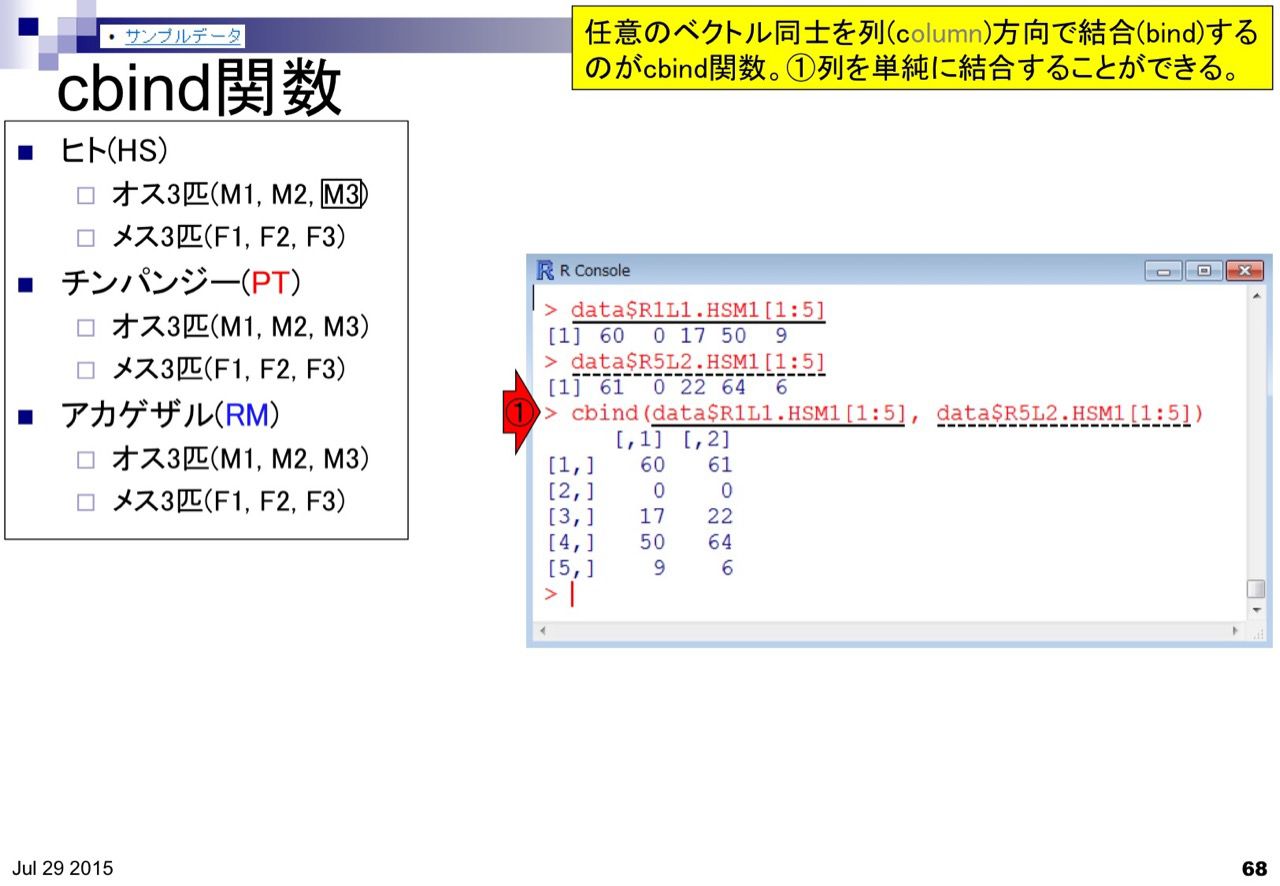 • サンプルデータ
cbind関数
任意のベクトル同士を列(column)方向で結合(bind)する
のがcbind関数。①列を単純に結合することができる。
ヒト(HS)
オス3匹(M1, M2, M3)
メス3匹(F1, F2, F3)
チンパンジー(PT)
オス3匹(M1, M2, M3)
メス3匹(F1, F2, F3)
アカゲザル(RM)
オス3匹(M1, M2, M3)
メス3匹(F1, F2, F3)
R Console
> data$R1L1.HSM1[1:5]
[1] 60 0 17 50 9
> data$R5L2.HSM1[1:5]
[1] 61 0 22 64 6
① > cbind(data$R1L1.HSM1[1:5], data$R5L2.HSM1[1:5])
[,1] [,2]
[1,] 60 61
[2,] 0 0
[3,] 17 22
[4,] 50 64
[5,] 9 6
>
Jul 29 2015
68